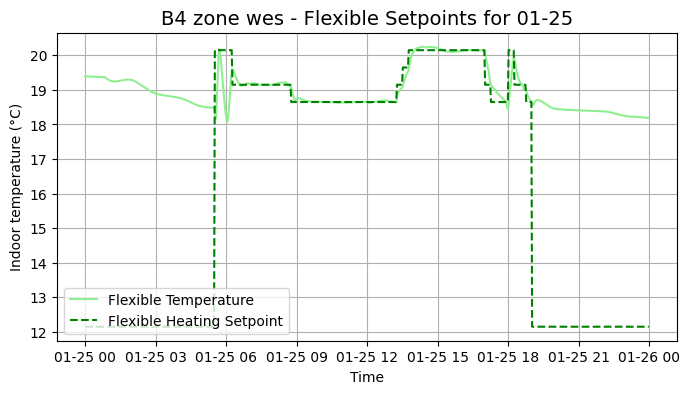 B4 zone wes - Flexible Setpoints for 01-25
Indoor temperature (°C)
20
19
18
17
16
15
14
13
12
Flexible Temperature
Flexible Heating Setpoint
01-25 00 01-25 03 01-25 06 01-25 09 01-25 12 01-25 15 01-25 18 01-25 21 01-26 00
Time